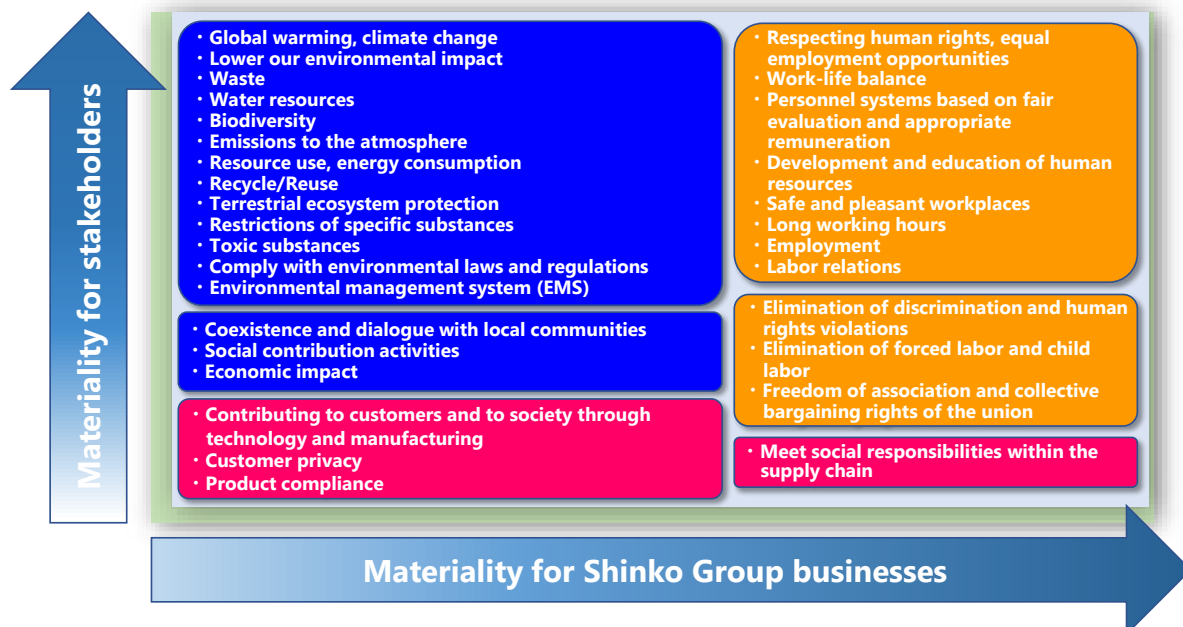 Materiality for stakeholders
・Global warming, climate change
・Lower our environmental impact
・Waste
・Water resources
・Biodiversity
・Emissions to the atmosphere
・Resource use, energy consumption
・Recycle/Reuse
・Terrestrial ecosystem protection
・Restrictions of specific substances
・Toxic substances
・Comply with environmental laws and regulations
・Environmental management system (EMS)
・Coexistence and dialogue with local communities
・Social contribution activities
・Economic impact
・Contributing to customers and to society through
technology and manufacturing
・Customer privacy
・Product compliance
・Respecting human rights, equal
employment opportunities
・Work-life balance
・Personnel systems based on fair
evaluation and appropriate
remuneration
・Development and education of human
resources
・Safe and pleasant workplaces
・Long working hours
・Employment
・Labor relations
・Elimination of discrimination and human
rights violations
・Elimination of forced labor and child
labor
・Freedom of association and collective
bargaining rights of the union
・Meet social responsibilities within the
supply chain
Materiality for Shinko Group businesses